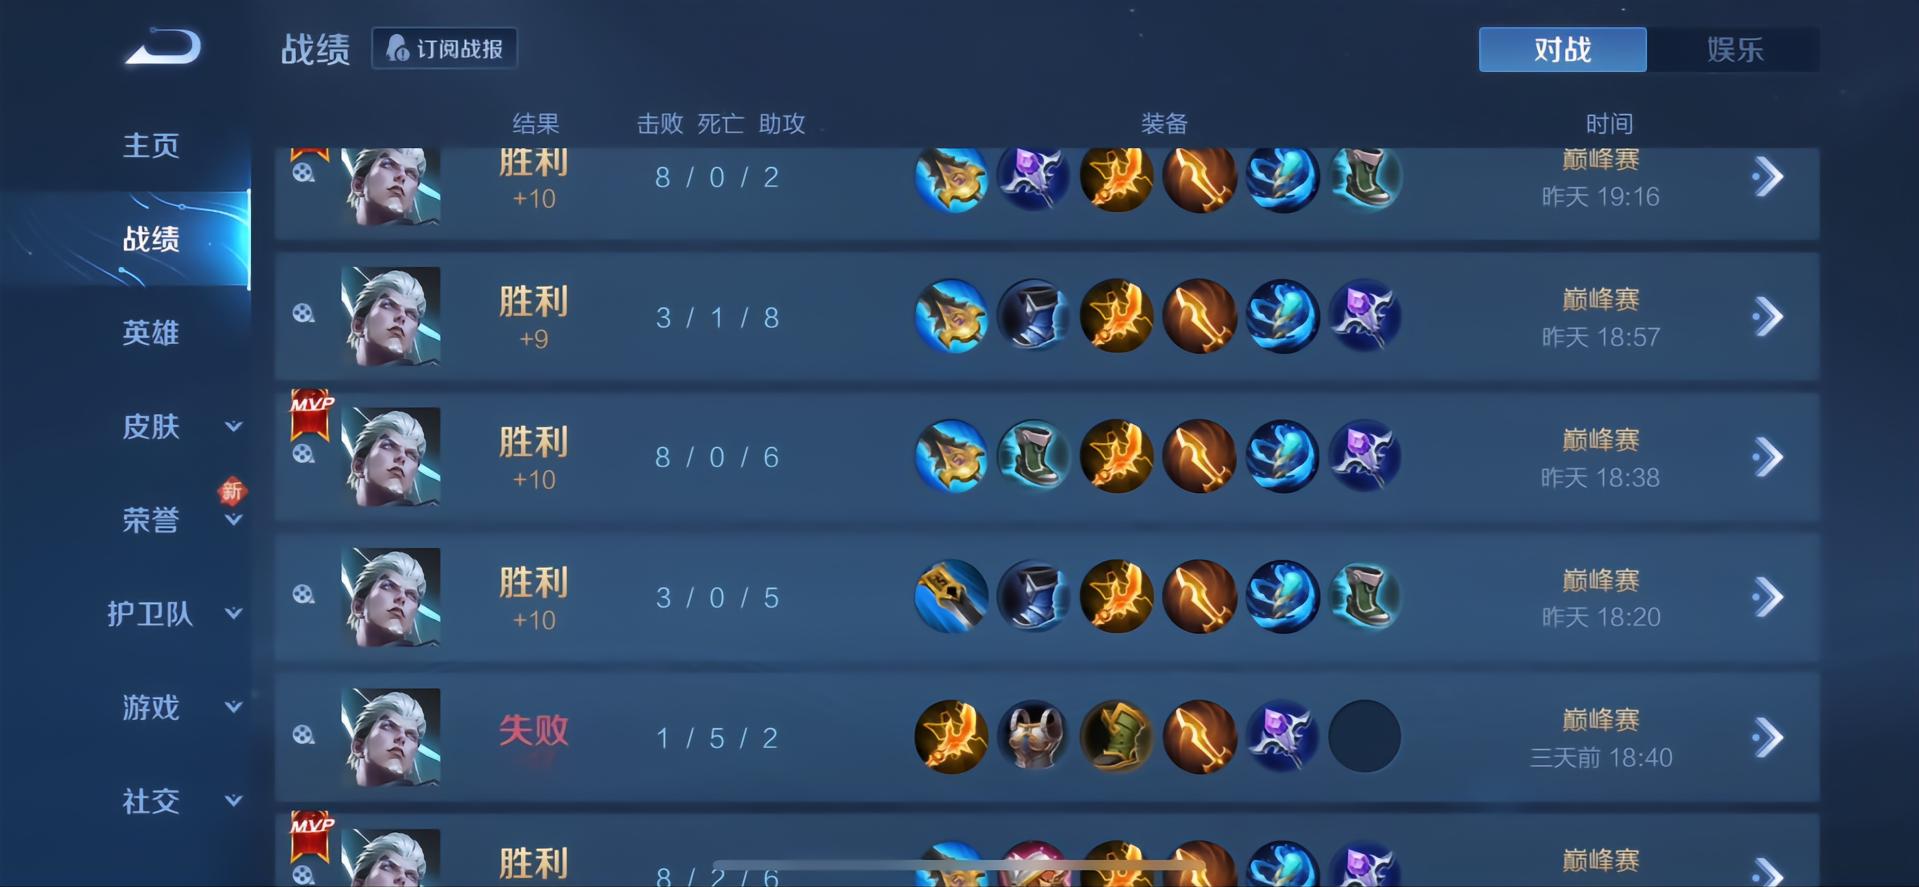 战绩
订阅战报
对战
娱乐
主页
战绩
英雄
皮肤
新
荣誉
护卫队
游戏
社交
结果
击败 死亡 助攻
装备
时间
胜利
+10
8 / 0 / 2
巅峰赛
昨天 19:16
胜利
+9
3 / 1 / 8
巅峰赛
昨天 18:57
MVP
胜利
+10
8 / 0 / 6
巅峰赛
昨天 18:38
胜利
+10
3 / 0 / 5
巅峰赛
昨天 18:20
失败
1 / 5 / 2
巅峰赛
三天前 18:40
MVP
胜利
8 / 2 / 6
巅峰赛